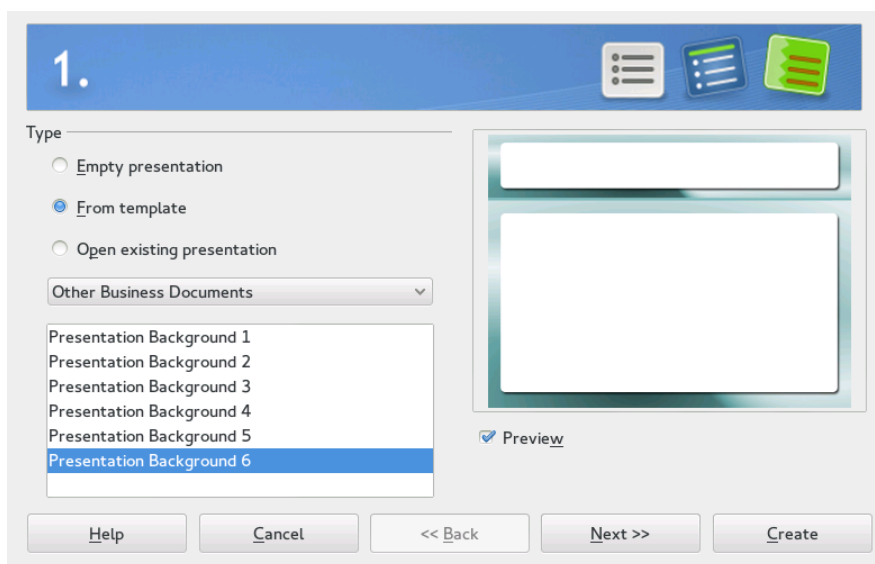 1.
Type
Empty presentation
From template
Open existing presentation
Other Business Documents
Presentation Background 1
Presentation Background 2
Presentation Background 3
Presentation Background 4
Presentation Background 5
Presentation Background 6
Preview
Help Cancel << Back Next >> Create